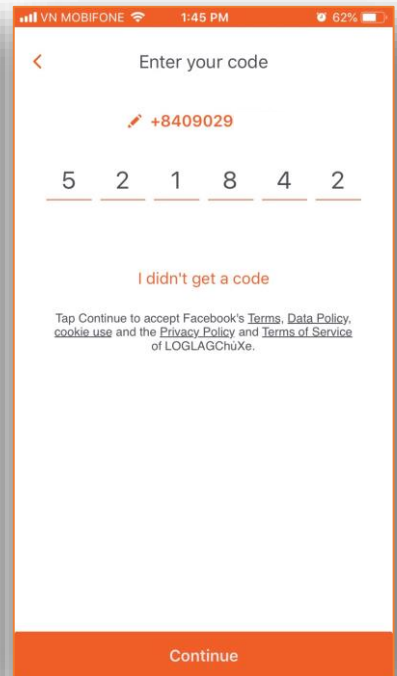 VN MOBIFONE 1:45 PM 62%
Enter your code
+8409029
5 2 1 8 4 2
I didn't get a code
Tap Continue to accept Facebook's Terms, Data Policy,
cookie use and the Privacy Policy and Terms of Service
of LOGLAGChúXe.
Continue